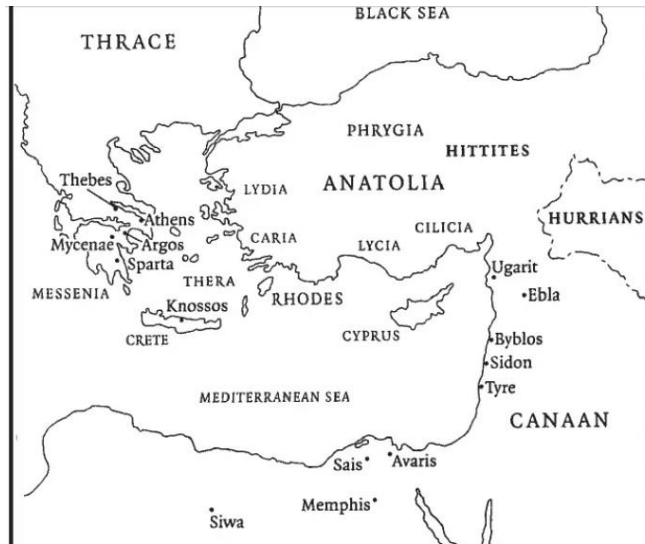 BLACK SEA
THRACE
PHRYGIA
HITTITES
Thebes
LYDIA
ANATOLIA
Athens
HURRIANS
Mycenae
Argos
CARIA
LYCIA
CILICIA
Sparta
Ugarit
THERA
MESSENIA
RHODES
Ebla
Knossos
CRETE
CYPRUS
Byblos
Sidon
Tyre
MEDITERRANEAN SEA
CANAAN
Sais
Avaris
Memphis
Siwa